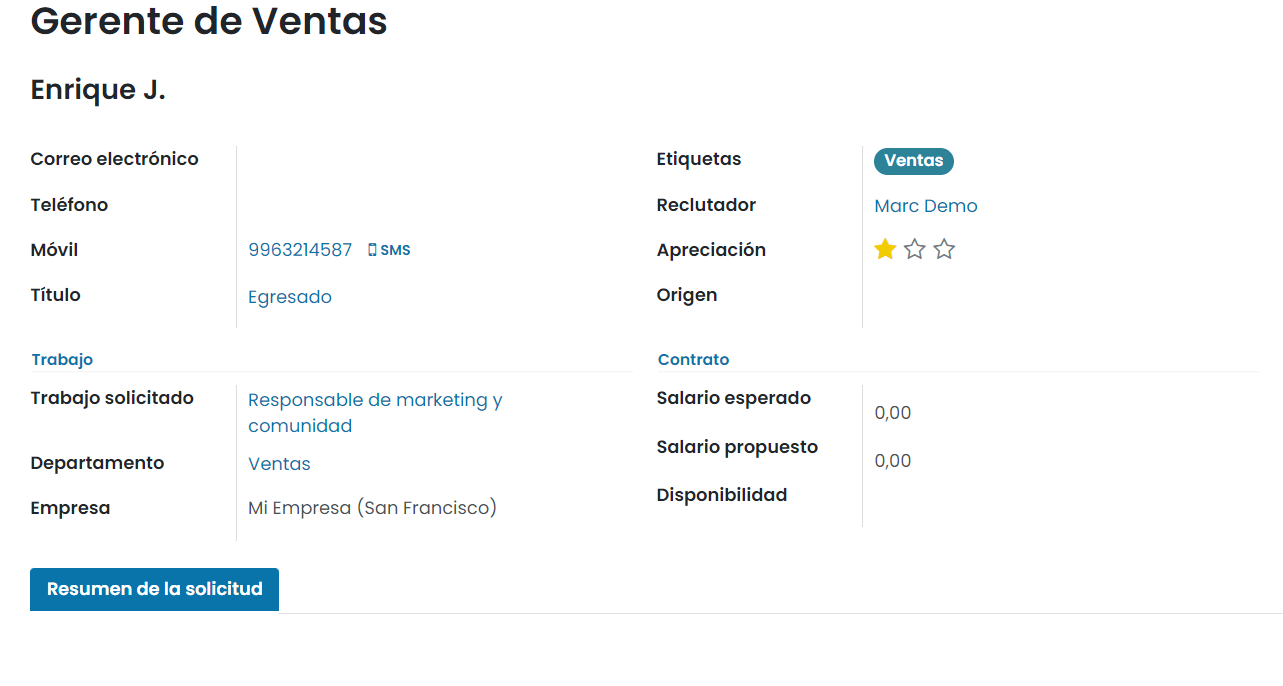 Gerente de Ventas
Enrique J.
Correo electrónico
Teléfono
Móvil 9963214587 SMS
Título Egresado
Etiquetas Ventas
Reclutador Marc Demo
Apreciación
Origen
Trabajo
Trabajo solicitado Responsable de marketing y
comunidad
Departamento Ventas
Empresa Mi Empresa (San Francisco)
Contrato
Salario esperado 0,00
Salario propuesto 0,00
Disponibilidad
Resumen de la solicitud